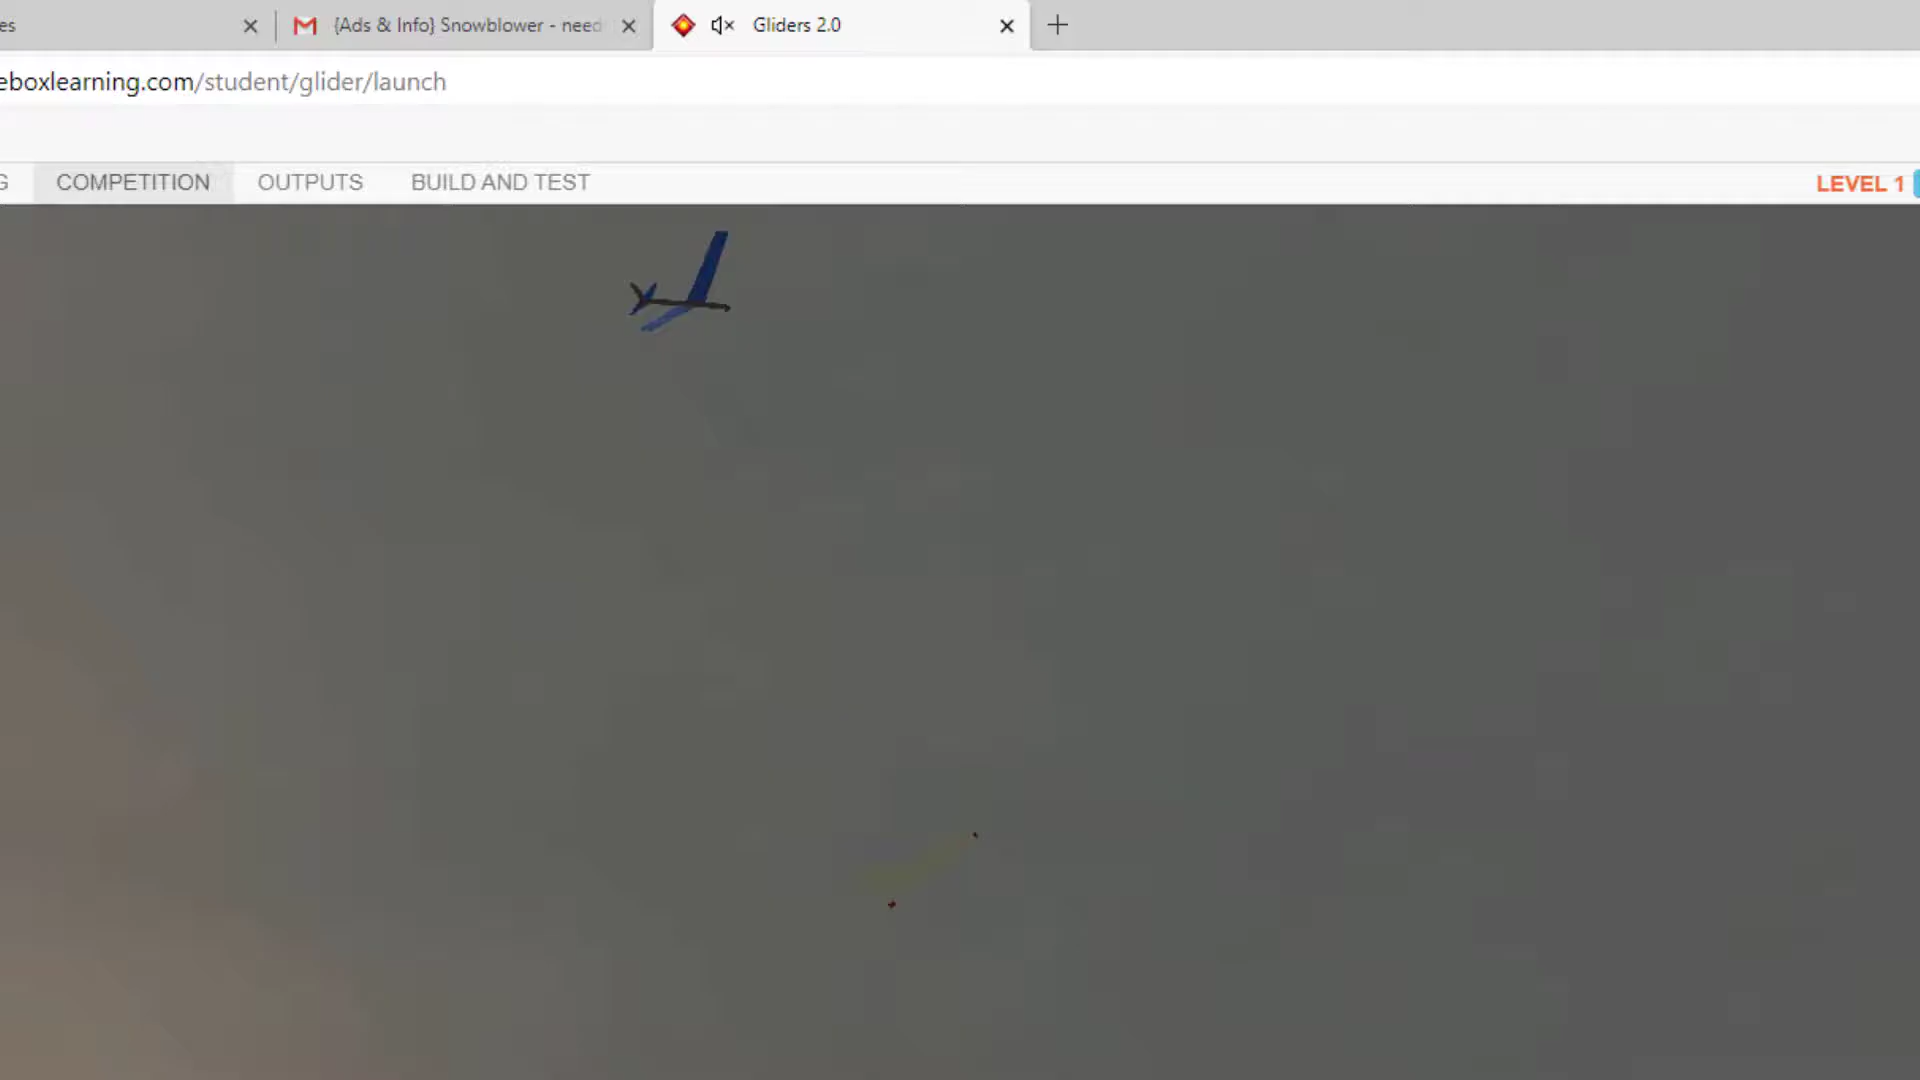 es
{Ads & Info} Snowblower - need
Gliders 2.0
eboxlearning.com/student/glider/launch
COMPETITION
OUTPUTS
BUILD AND TEST
LEVEL 1